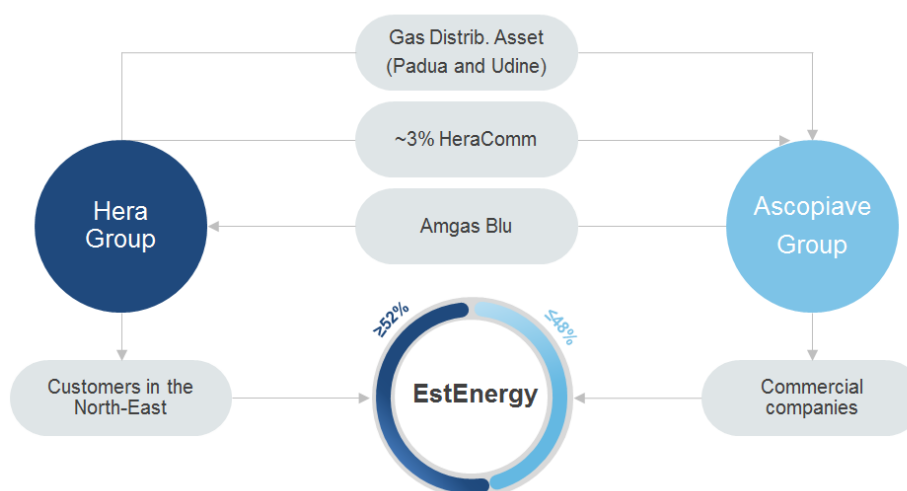 Gas Distrib. Asset
(Padua and Udine)
~3% HeraComm
Hera
Group
Amgas Blu
Ascopiave
Group
≥52%
≤48%
Customers in the
North-East
EstEnergy
Commercial
companies